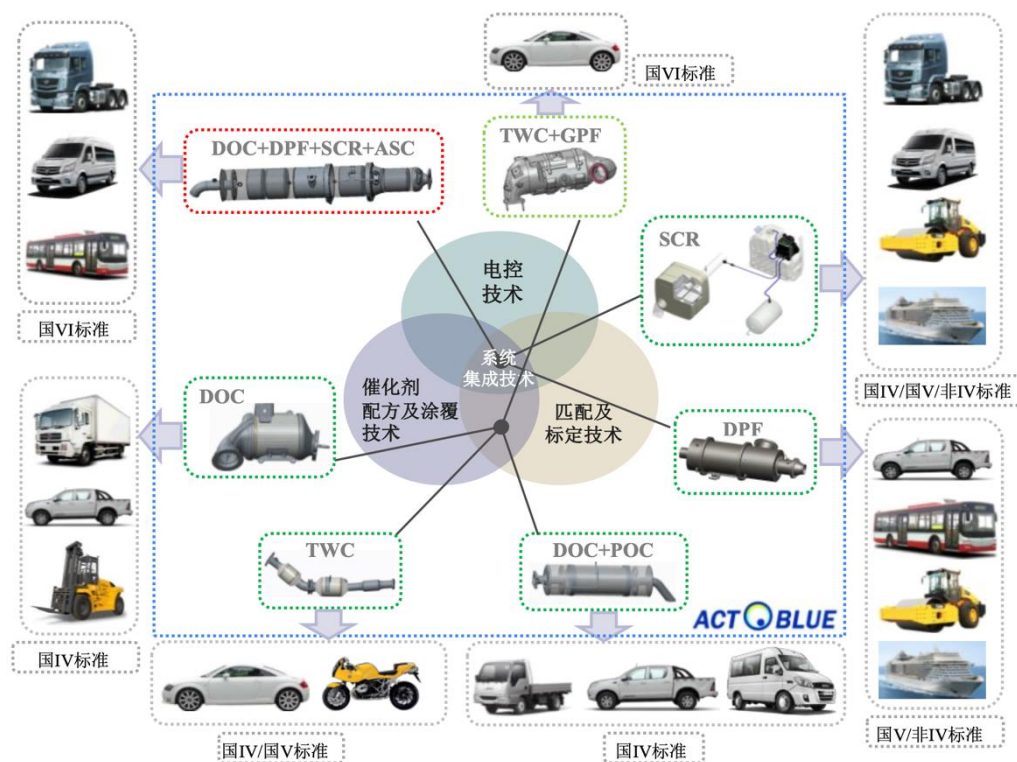 国VI标准
DOC+DPF+SCR+ASC
TWC+GPF
SCR
电控
技术
国VI标准
系统
集成技术
催化剂
配方及涂覆
技术
匹配及
标定技术
国IV/国V/非IV标准
DOC
DPF
TWC
DOC+POC
ACTOBLUE
国IV标准
国V/非IV标准
国IV/国V标准
国IV标准